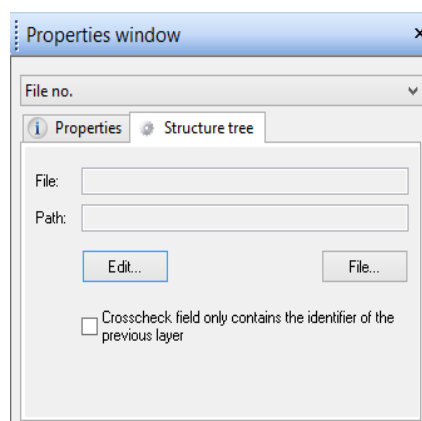 Properties window
File no.
Properties Structure tree
File:
Path:
Edit... File...
Crosscheck field only contains the identifier of the
previous layer